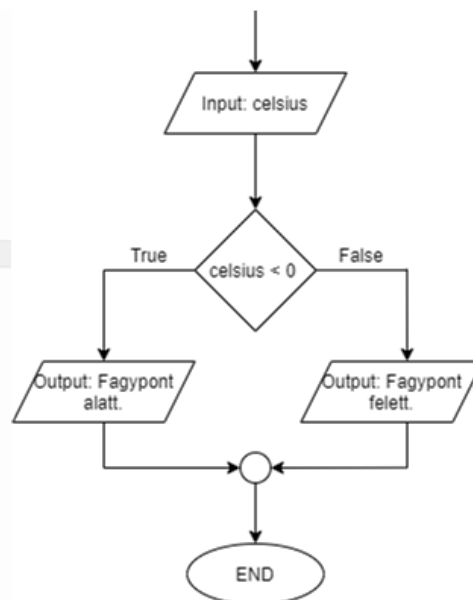 Input: celsius
True
celsius < 0
False
Output: Fagypont
alatt.
Output: Fagypont
felett.
END